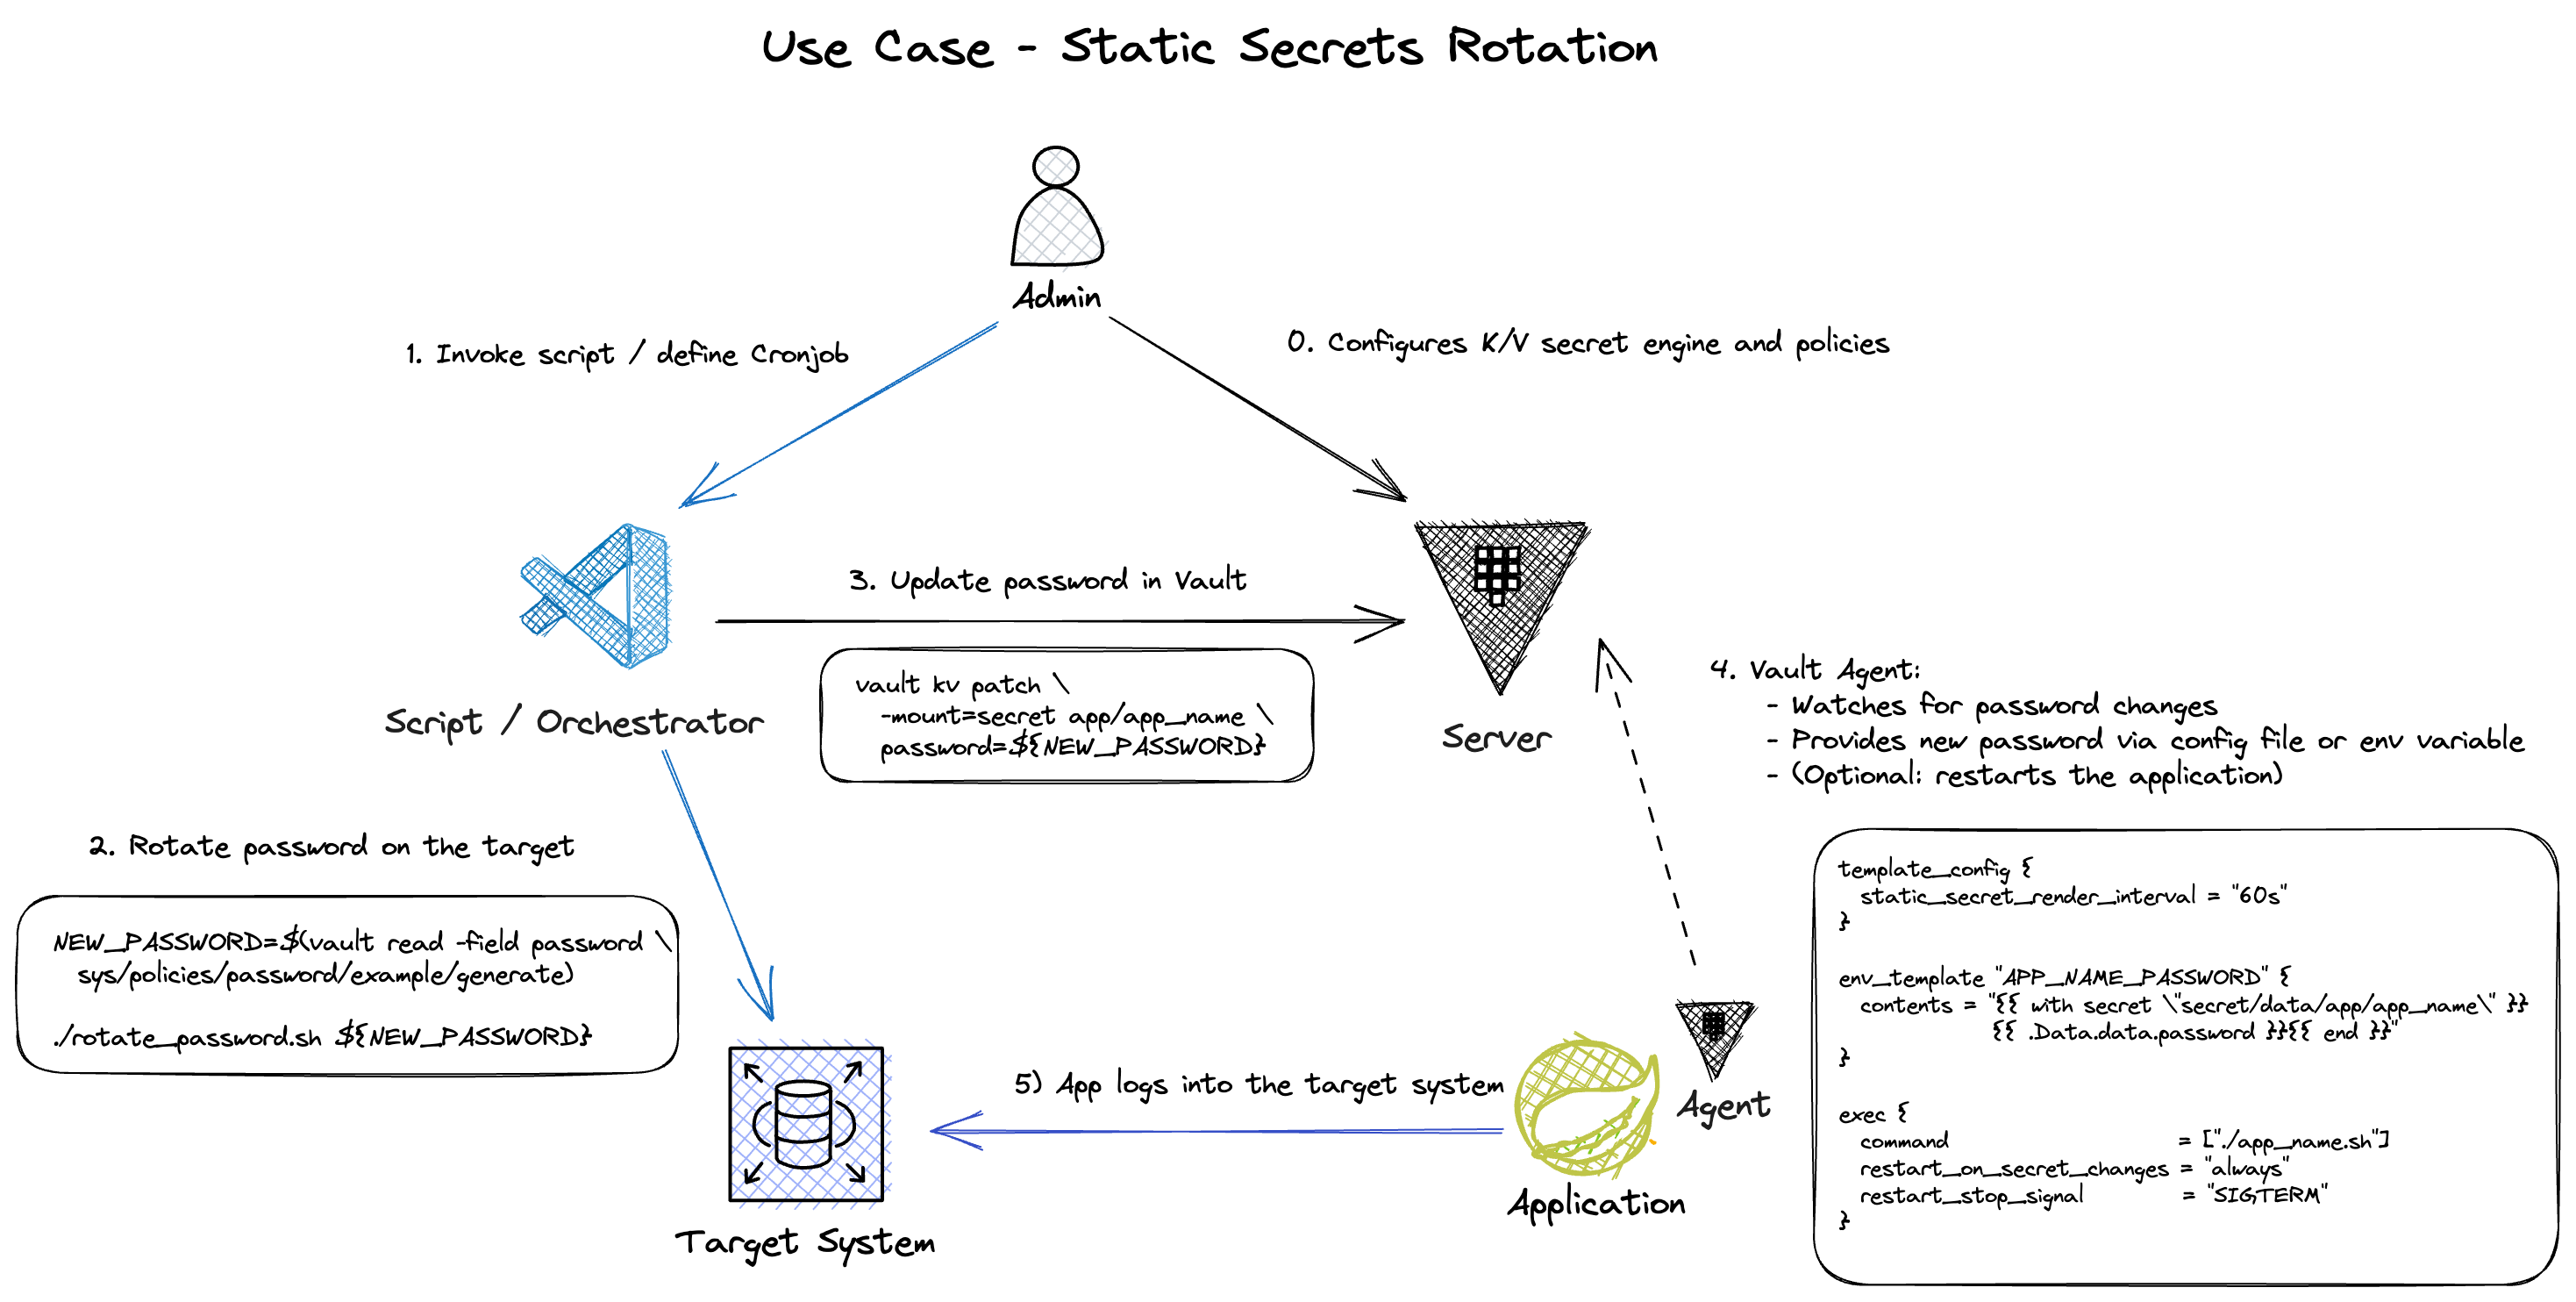 Use Case - Static Secrets Rotation
Admin
1. Invoke script / define Cronjob
0. Configures K/V secret engine and policies
3. Update password in Vault
vault kv patch \
-mount=secret app/app_name \
password=${NEW_PASSWORD}
Script / Orchestrator
Server
4. Vault Agent:
- Watches for password changes
- Provides new password via config file or env variable
- (Optional: restarts the application)
2. Rotate password on the target
NEW_PASSWORD=$(vault read -field password \
sys/policies/password/example/generate)
./rotate_password.sh ${NEW_PASSWORD}
template_config {
static_secret_render_interval = "60s"
}
env_template "APP_NAME_PASSWORD" {
contents = "{{ with secret \"secret/data/app/app_name\" }}
{{ .Data.data.password }}{{ end }}"
}
exec {
command = ["./app_name.sh"]
restart_on_secret_changes = "always"
restart_stop_signal = "SIGTERM"
}
5) App logs into the target system
Agent
Application
Target System